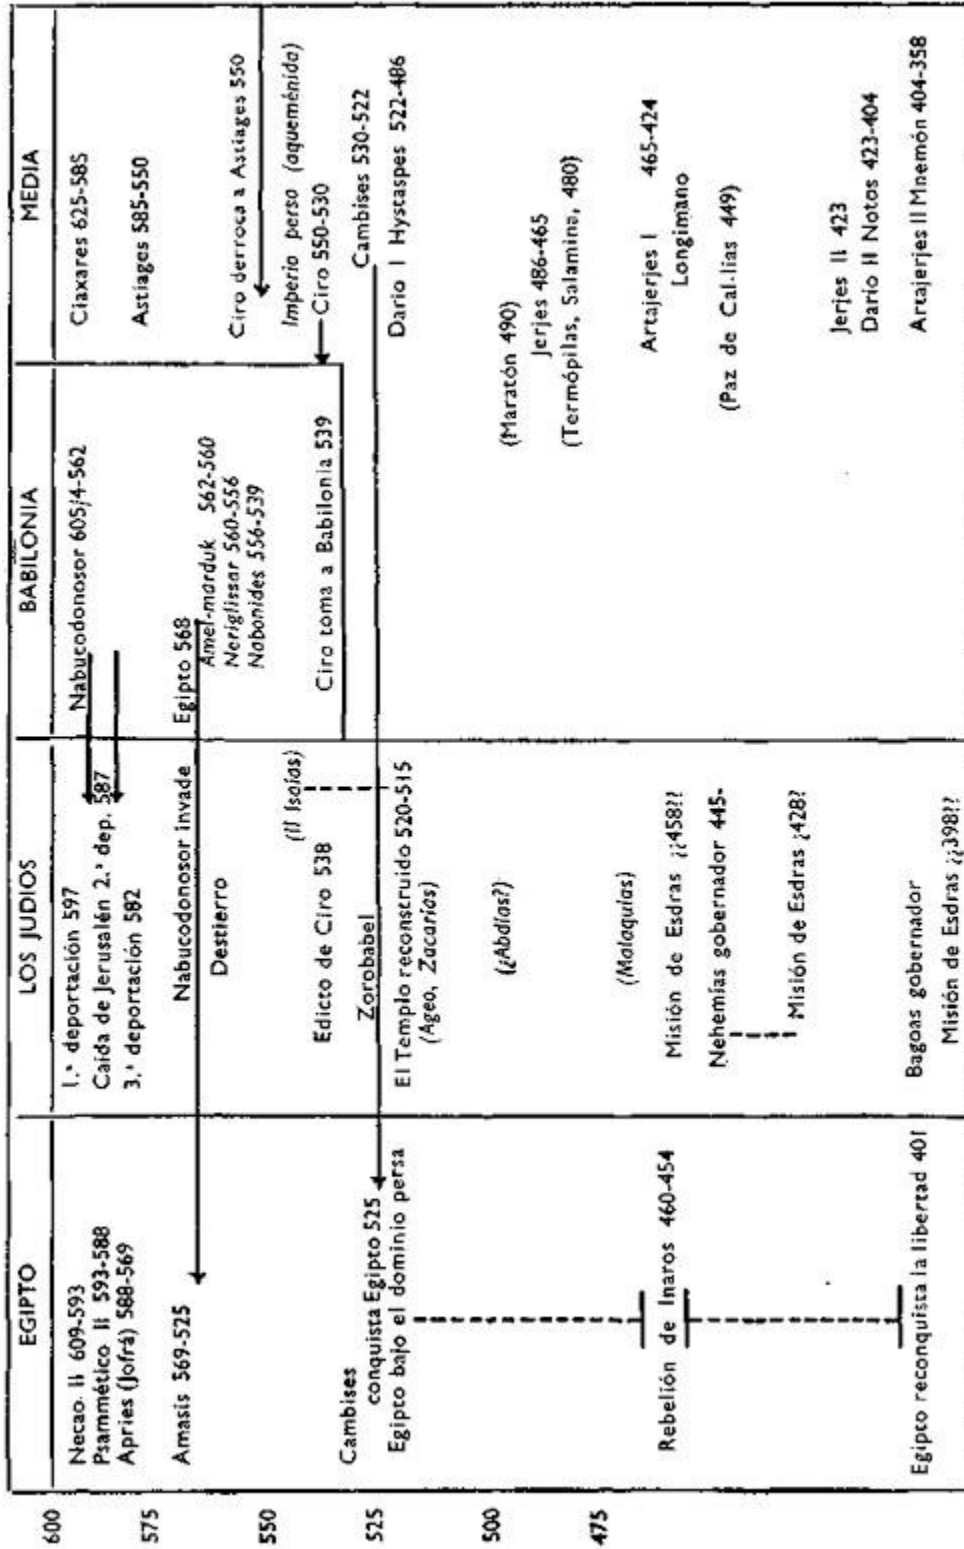 EGIPTO
LOS JUDIOS
BABILONIA
MEDIA
600
575
550
525
500
475
Necao II 609-593
Psammético II 593-588
Apries (Jofrá) 588-569
Amasis 569-525
Cambises
conquista Egipto 525
Egipto bajo el dominio persa
Rebelión de Inaros 460-454
Egipto reconquista la libertad 401
1.ª deportación 597
Caída de Jerusalén 2.ª dep. 587
3.ª deportación 582
Nabucodonosor invade Egipto 568
Destierro
(II Isaías)
Edicto de Ciro 538
Zorobabel
El Templo reconstruido 520-515
(Ageo, Zacarías)
(¿Abdías?)
(Malaquías)
Misión de Esdras ¿¿458??
Nehemías gobernador 445-
Misión de Esdras ¿428?
Bagoas gobernador
Misión de Esdras ¿¿398??
Nabucodonosor 605/4-562
Amel-marduk 562-560
Neriglissar 560-556
Nabonides 556-539
Ciro toma a Babilonia 539
Ciaxares 625-585
Astiages 585-550
Ciro derroca a Astiages 550
Imperio persa (aqueménida)
Ciro 550-530
Cambises 530-522
Darío I Hystaspes 522-486
(Maratón 490)
Jerjes 486-465
(Termópilas, Salamina, 480)
Artajerjes I 465-424
Longimano
(Paz de Cal-lias 449)
Jerjes II 423
Darío II Notos 423-404
Artajerjes II Mnemón 404-358